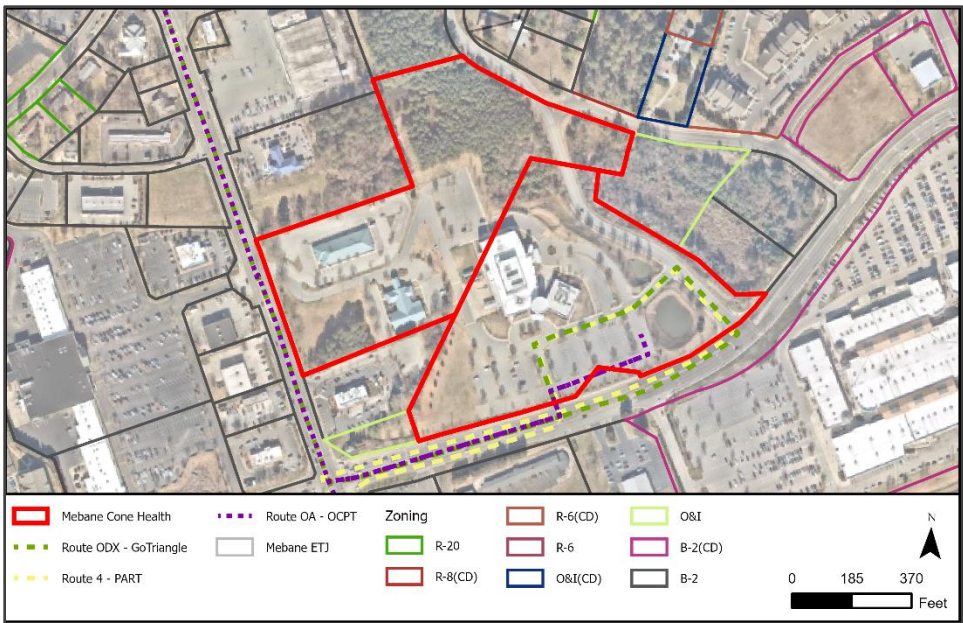 Mebane Cone Health
Route OA - OCPT
Zoning
R-6(CD)
O&I
N
Route ODX - GoTriangle
Mebane ETJ
R-20
R-6
B-2(CD)
Route 4 - PART
R-8(CD)
O&I(CD)
B-2
0 185 370
Feet